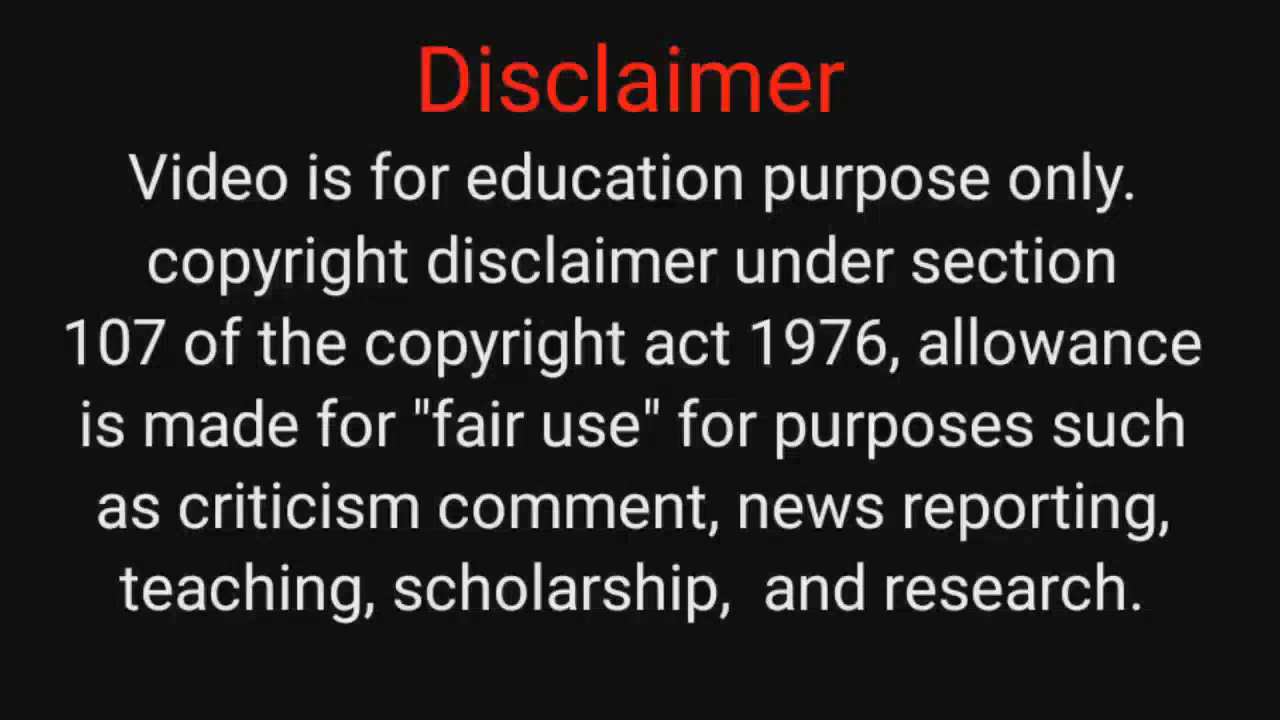 Disclaimer
Video is for education purpose only.
copyright disclaimer under section
107 of the copyright act 1976, allowance
is made for "fair use" for purposes such
as criticism comment, news reporting,
teaching, scholarship,  and research.